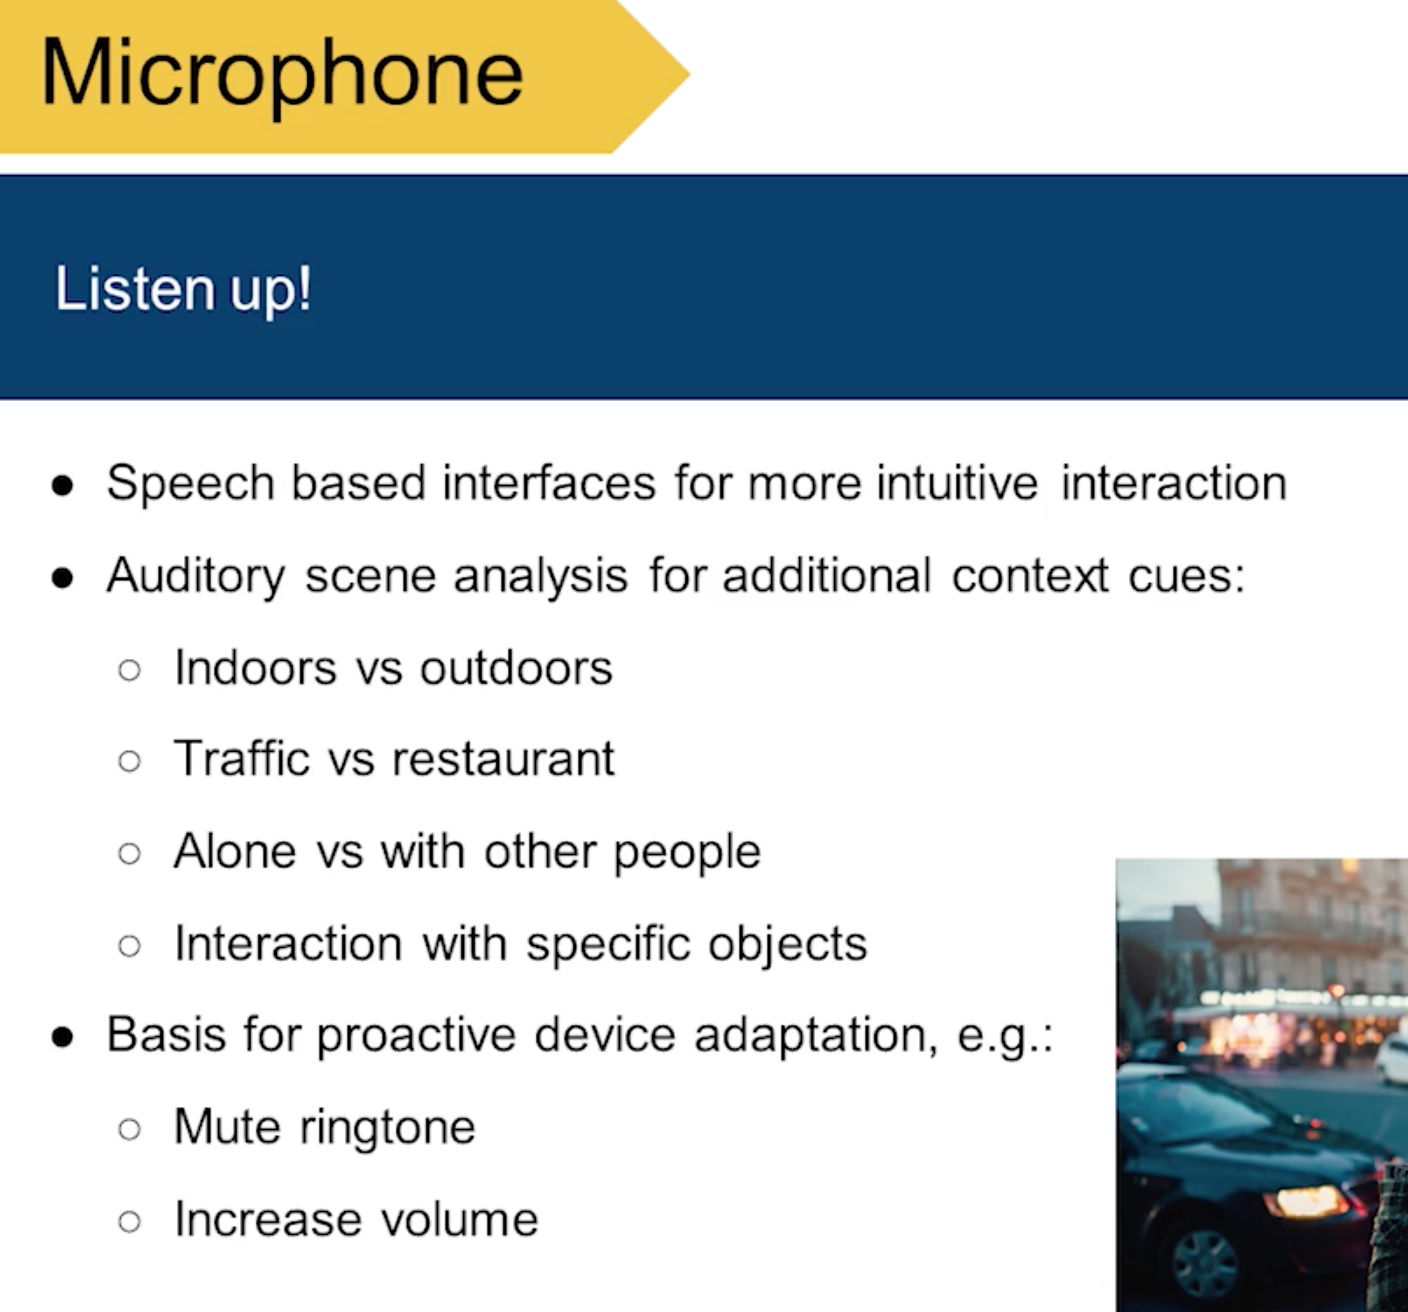 Microphone
Listen up!
● Speech based interfaces for more intuitive interaction
● Auditory scene analysis for additional context cues:
○ Indoors vs outdoors
○ Traffic vs restaurant
○ Alone vs with other people
○ Interaction with specific objects
● Basis for proactive device adaptation, e.g.:
○ Mute ringtone
○ Increase volume